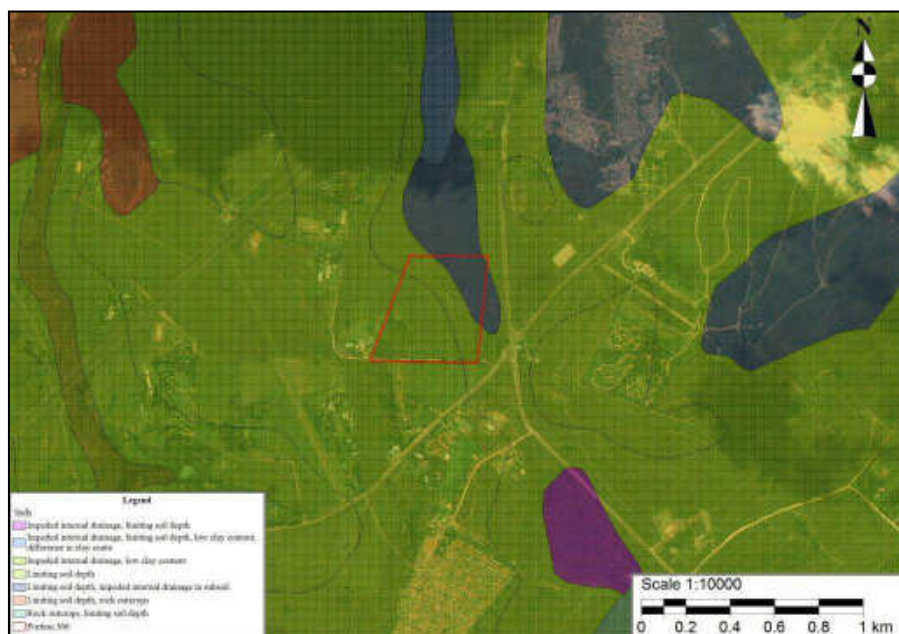 N
Legend
Soils
Impeded internal drainage, limiting soil depth
Impeded internal drainage, limiting soil depth, low clay content,
difference in clay
Impeded internal drainage, low clay content
Limiting soil depth
Limiting soil depth, impeded internal drainage in subsoil
Limiting soil depth, rock outcrops
Rock outcrops, limiting soil depth
Portion
Scale 1:10000
0 0.2 0.4 0.6 0.8 1 km